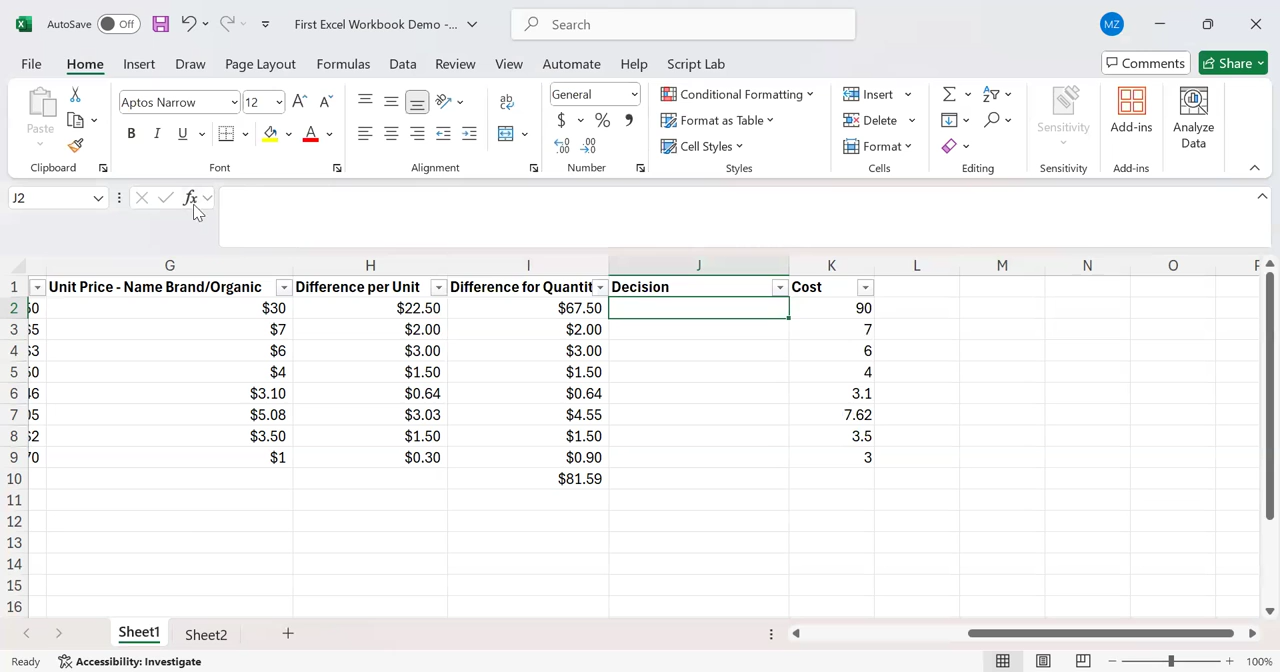 AutoSave Off First Excel Workbook Demo -... Search MZ
File Home Insert Draw Page Layout Formulas Data Review View Automate Help Script Lab Comments Share
Paste
Clipboard
Aptos Narrow 12
B I U A
Font
ab
Alignment
General
$ % 9
Number
Conditional Formatting
Format as Table
Cell Styles
Styles
Insert
Delete
Format
Cells
Editing
Sensitivity
Sensitivity
Add-ins
Add-ins
Analyze
Data
J2 fx
G H I J K L M N O
1 Unit Price - Name Brand/Organic Difference per Unit Difference for Quantit Decision Cost
2 $30 $22.50 $67.50 90
3 $7 $2.00 $2.00 7
4 $6 $3.00 $3.00 6
5 $4 $1.50 $1.50 4
6 $3.10 $0.64 $0.64 3.1
7 $5.08 $3.03 $4.55 7.62
8 $3.50 $1.50 $1.50 3.5
9 $1 $0.30 $0.90 3
10 $81.59
11
12
13
14
15
16
Sheet1 Sheet2 +
Ready Accessibility: Investigate 100%